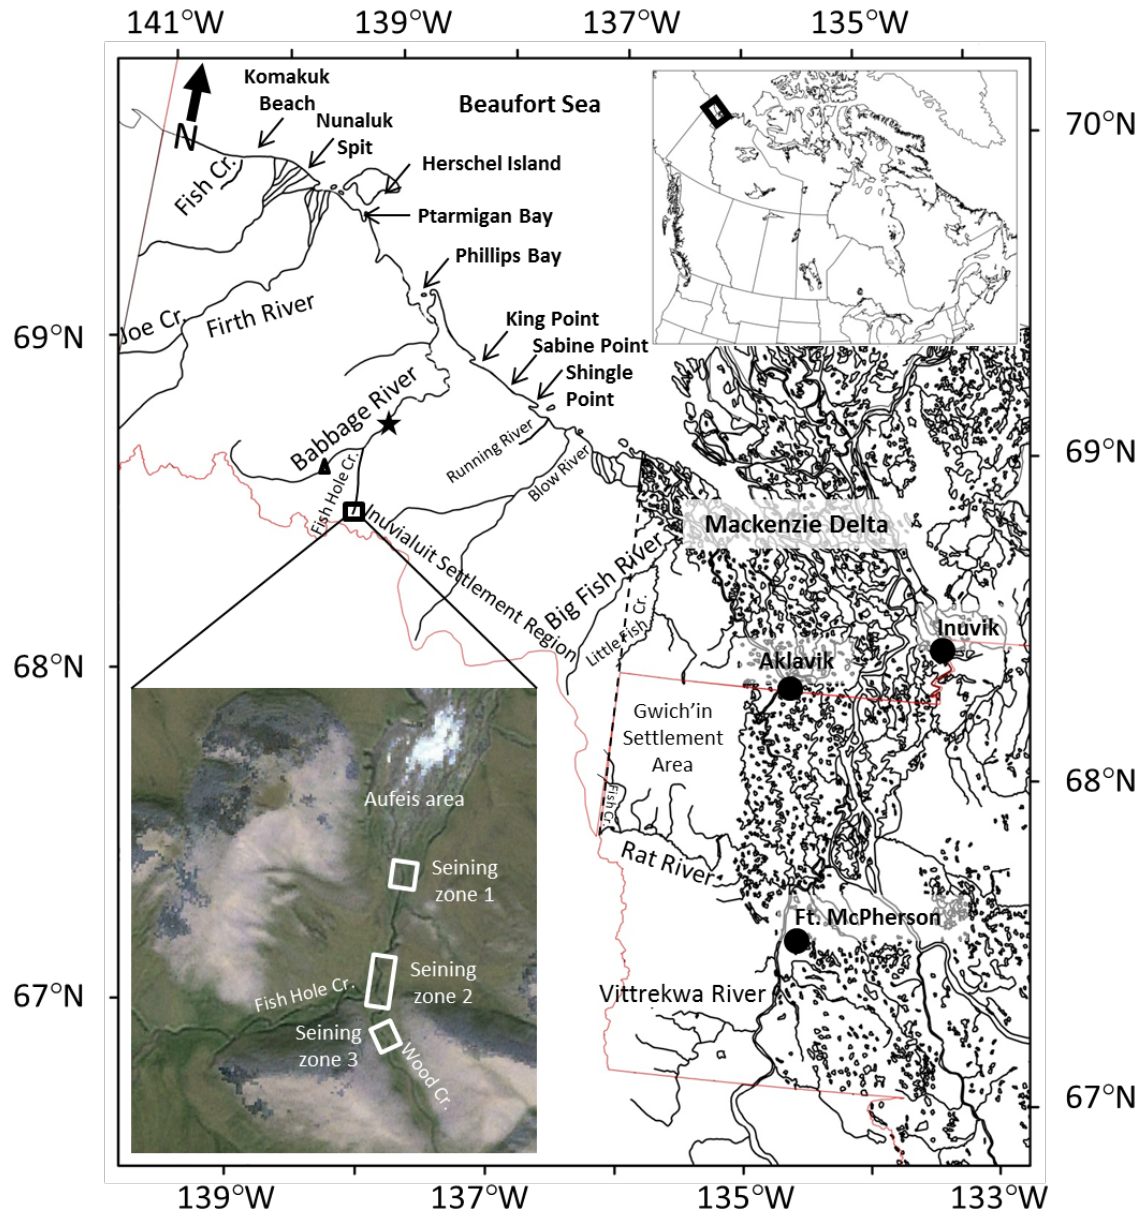 141°W 139°W 137°W 135°W
Komakuk
Beach
Beaufort Sea
Nunaluk
Spit
N
Fish Cr.
Herschel Island
Ptarmigan Bay
Phillips Bay
70°N
Joe Cr.
Firth River
69°N
King Point
Sabine Point
Shingle
Point
Babbage River
Running River
Blow River
Fish Hole Cr.
69°N
Inuvialuit Settlement Region
Mackenzie Delta
Big Fish River
Little Fish Cr.
Inuvik
Aklavik
68°N
Gwich'in
Settlement
Area
68°N
Fish Cr.
Rat River
Ft. McPherson
Vittrekwa River
Aufeis area
Seining
zone 1
Seining
zone 2
Fish Hole Cr.
Seining
zone 3
Wood Cr.
67°N
67°N
139°W 137°W 135°W 133°W